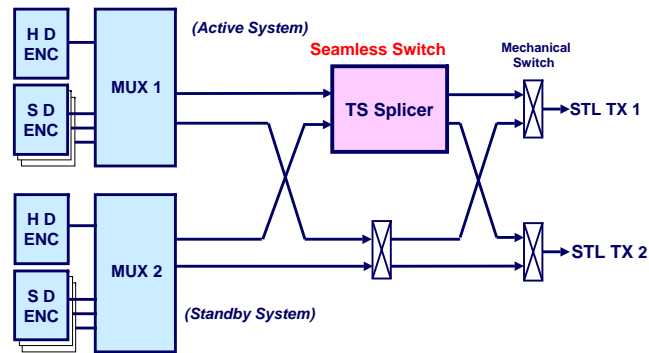 H D
ENC
S D
ENC
MUX 1
(Active System)
Seamless Switch
TS Splicer
Mechanical
Switch
STL TX 1
H D
ENC
S D
ENC
MUX 2
(Standby System)
STL TX 2